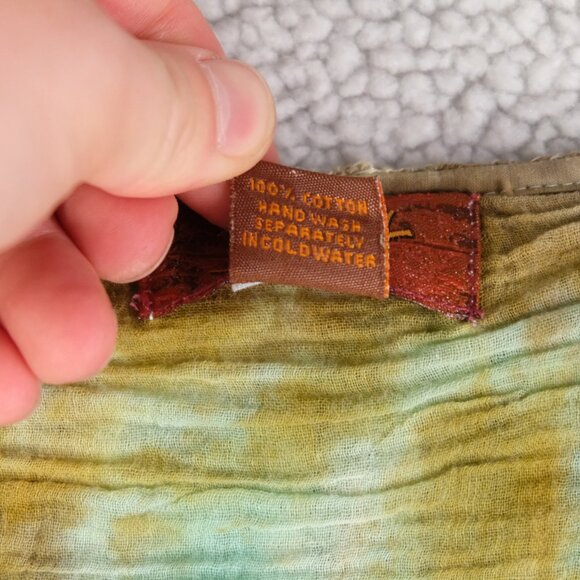 100% COTTON
HAND WASH
SEPARATELY
IN COLD WATER